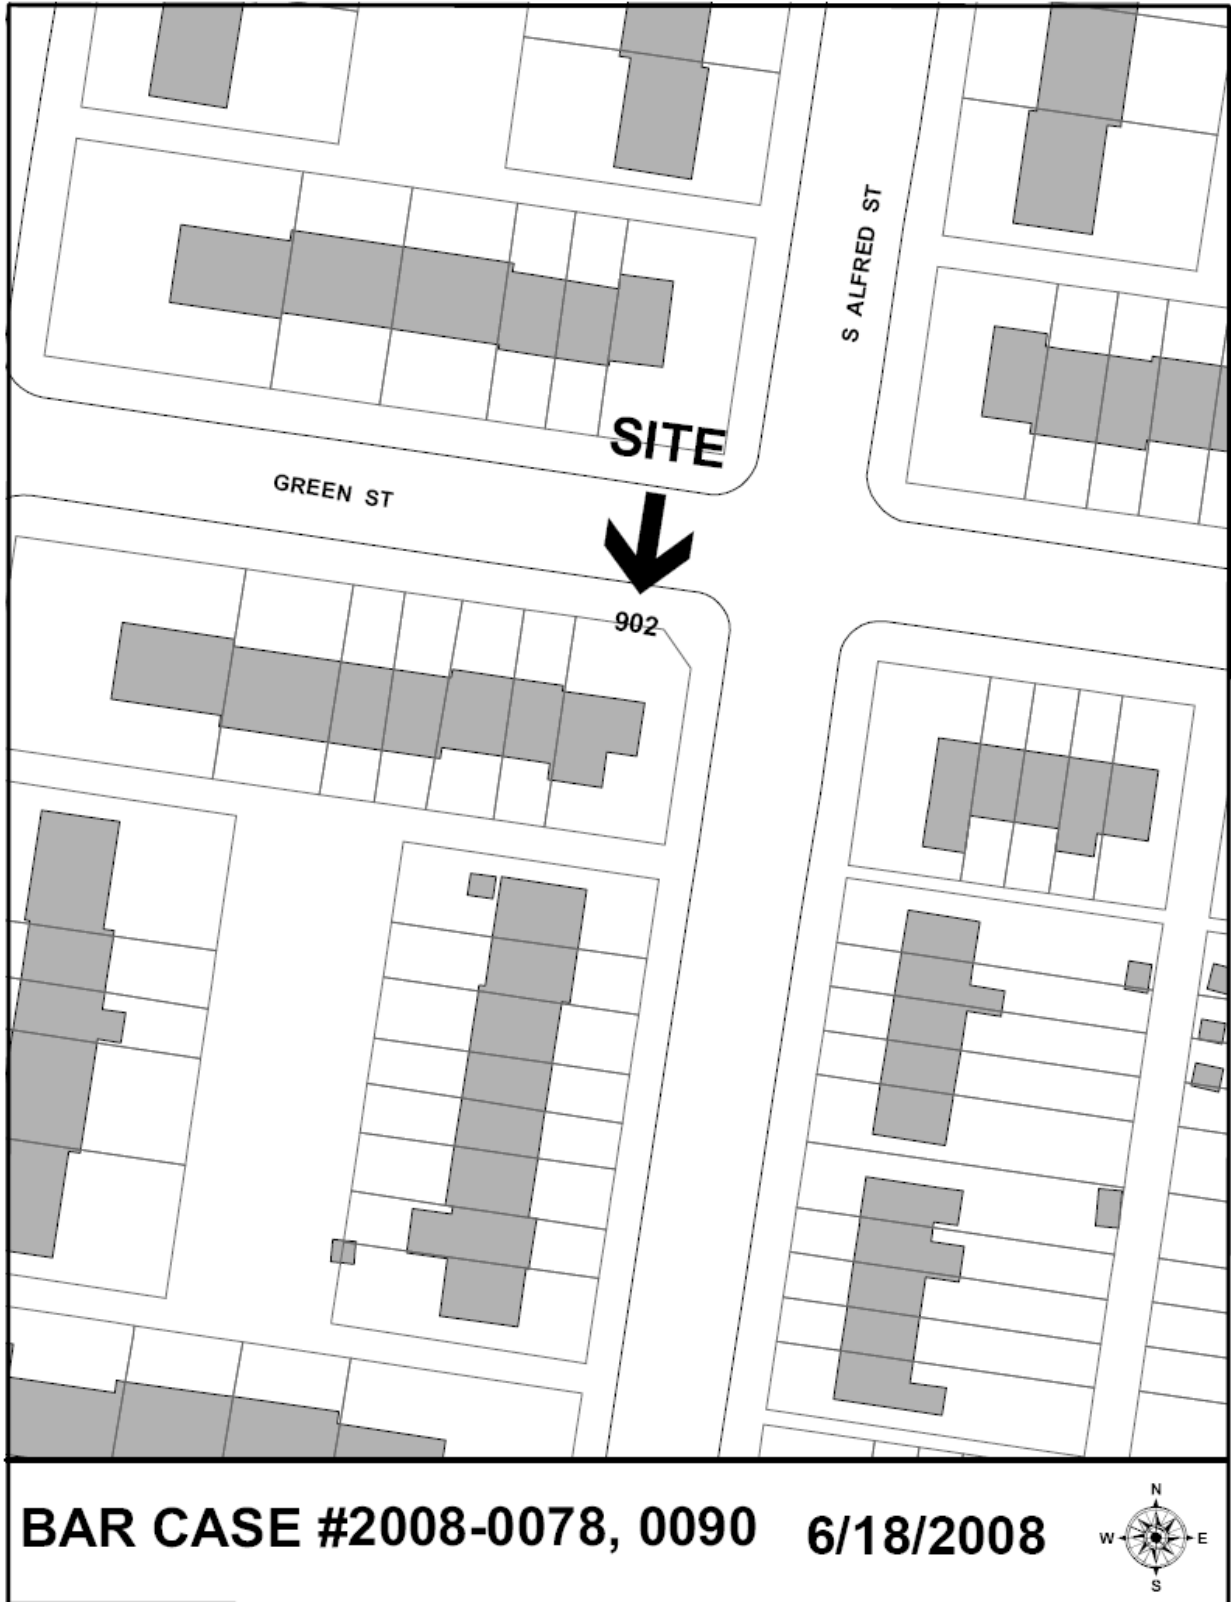 S ALFRED ST
SITE
GREEN ST
902
BAR CASE #2008-0078, 0090 6/18/2008
N
W E
S